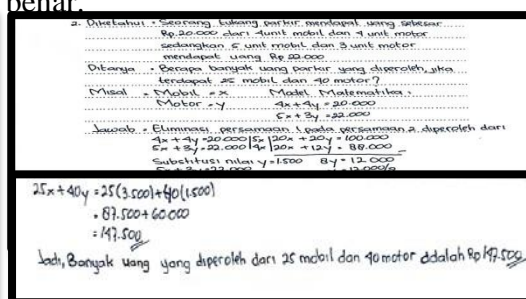 benar.
2. Diketahui = Seorang tukang parkir mendapat uang sebesar
Rp.20.000 dari 4unit mobil dan 4 unit motor
sedangkan 5 unit mobil dan 3 unit motor
mendapat uang Rp 22.000
Ditanya = Berapa banyak uang parkir yang diperoleh, jika
terdapat 25 mobil dan 40 motor?
Misal = Mobil = x Model Matematika :
Motor = y 4x + 4y = 20.000
5x + 3y = 22.000
Jawab = Eliminasi persamaan 1 pada persamaan 2 diperoleh dari
4x + 4y = 20.000 |5x| 20x + 20y = 100.000
5x + 3y = 22.000 |4x| 20x + 12y = 88.000
Substitusi nilai y = 1.500 8y = 12.000
25x + 40y = 25(3.500) + 40(1.500)
= 87.500 + 60.000
= 147.500
Jadi, Banyak uang yang diperoleh dari 25 mobil dan 40 motor adalah Rp 147.500